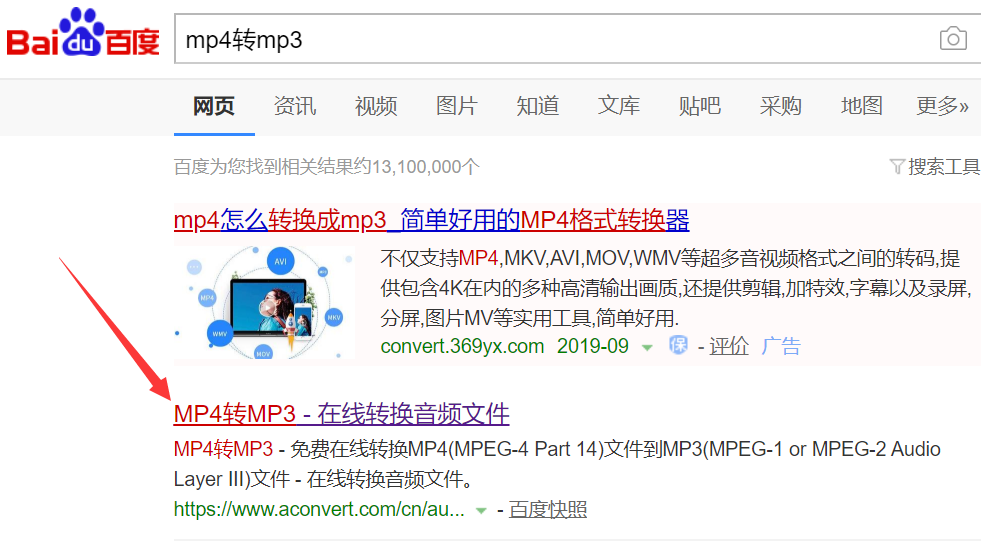 Bai du 百度
mp4转mp3
网页 资讯 视频 图片 知道 文库 贴吧 采购 地图 更多»
百度为您找到相关结果约13,100,000个
搜索工具
mp4怎么转换成mp3_简单好用的MP4格式转换器
AVI
MP4
MKV
WMV
MOV
不仅支持MP4,MKV,AVI,MOV,WMV等超多音视频格式之间的转码,提
供包含4K在内的多种高清输出画质,还提供剪辑,加特效,字幕以及录屏,
分屏,图片MV等实用工具,简单好用.
convert.369yx.com 2019-09 保 - 评价 广告
MP4转MP3 - 在线转换音频文件
MP4转MP3 - 免费在线转换MP4(MPEG-4 Part 14)文件到MP3(MPEG-1 or MPEG-2 Audio
Layer III)文件 - 在线转换音频文件。
https://www.aconvert.com/cn/au... - 百度快照